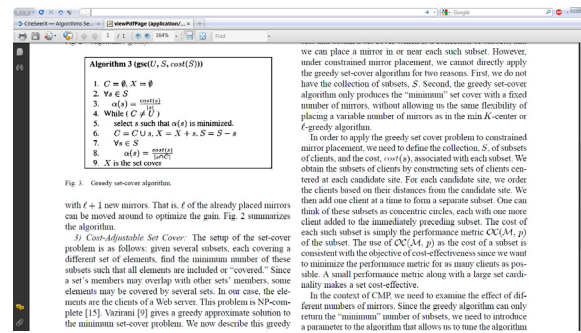 CiteSeerX — Algorithms Se...
viewPdfPage (application/...
Google
1 / 1
164%
Find
Algorithm 3 (gsc(U, S, cost(S)))
1. C = ∅, X = ∅
2. ∀s ∈ S
3. α(s) = cost(s)/|s|
4. While (C ≠ U)
5. select s such that α(s) is minimized.
6. C = C ∪ s, X = X + s, S = S − s
7. ∀s ∈ S
8. α(s) = cost(s)/
9. X is the set cover
Fig. 3. Greedy set-cover algorithm.
with ℓ + 1 new mirrors. That is, ℓ of the already placed mirrors
can be moved around to optimize the gain. Fig. 2 summarizes
the algorithm.
3) Cost-Adjustable Set Cover: The setup of the set-cover
problem is as follows: given several subsets, each covering a
different set of elements, find the minimum number of these
subsets such that all elements are included or “covered.” Since
a set's members may overlap with other sets' members, some
elements may be covered by several sets. In our case, the ele-
ments are the clients of a Web server. This problem is NP-com-
plete [15]. Vazirani [9] gives a greedy approximate solution to
the minimum set-cover problem. We now describe this greedy
we can place a mirror on or near each such subset. However,
under constrained mirror placement, we cannot directly apply
the greedy set-cover algorithm for two reasons. First, we do not
have the collection of subsets, S. Second, the greedy set-cover
algorithm only produces the “minimum” set cover with a fixed
number of mirrors, without allowing us the same flexibility of
placing a variable number of mirrors as in the min K-center or
ℓ-greedy algorithm.
In order to apply the greedy set cover problem to constrained
mirror placement, we need to define the collection, S, of subsets
of clients, and the cost, cost(s), associated with each subset. We
obtain the subsets of clients by constructing sets of clients cen-
tered at each candidate site. For each candidate site, we order
the clients based on their distances from the candidate site. We
then add one client at a time to form a separate subset. One can
think of these subsets as concentric circles, each with one more
client added to the immediately preceding subset. The cost of
each such subset is simply the performance metric OC(M, p)
of the subset. The use of OC(M, p) as the cost of a subset is
consistent with the objective of cost-effectiveness since we want
to minimize the performance metric for as many clients as pos-
sible. A small performance metric along with a large set cardi-
nality makes a set cost-effective.
In the context of CMP, we need to examine the effect of dif-
ferent numbers of mirrors. Since the greedy algorithm can only
return the “minimum” number of subsets, we need to introduce
a parameter to the algorithm that allows us to tune the algorithm